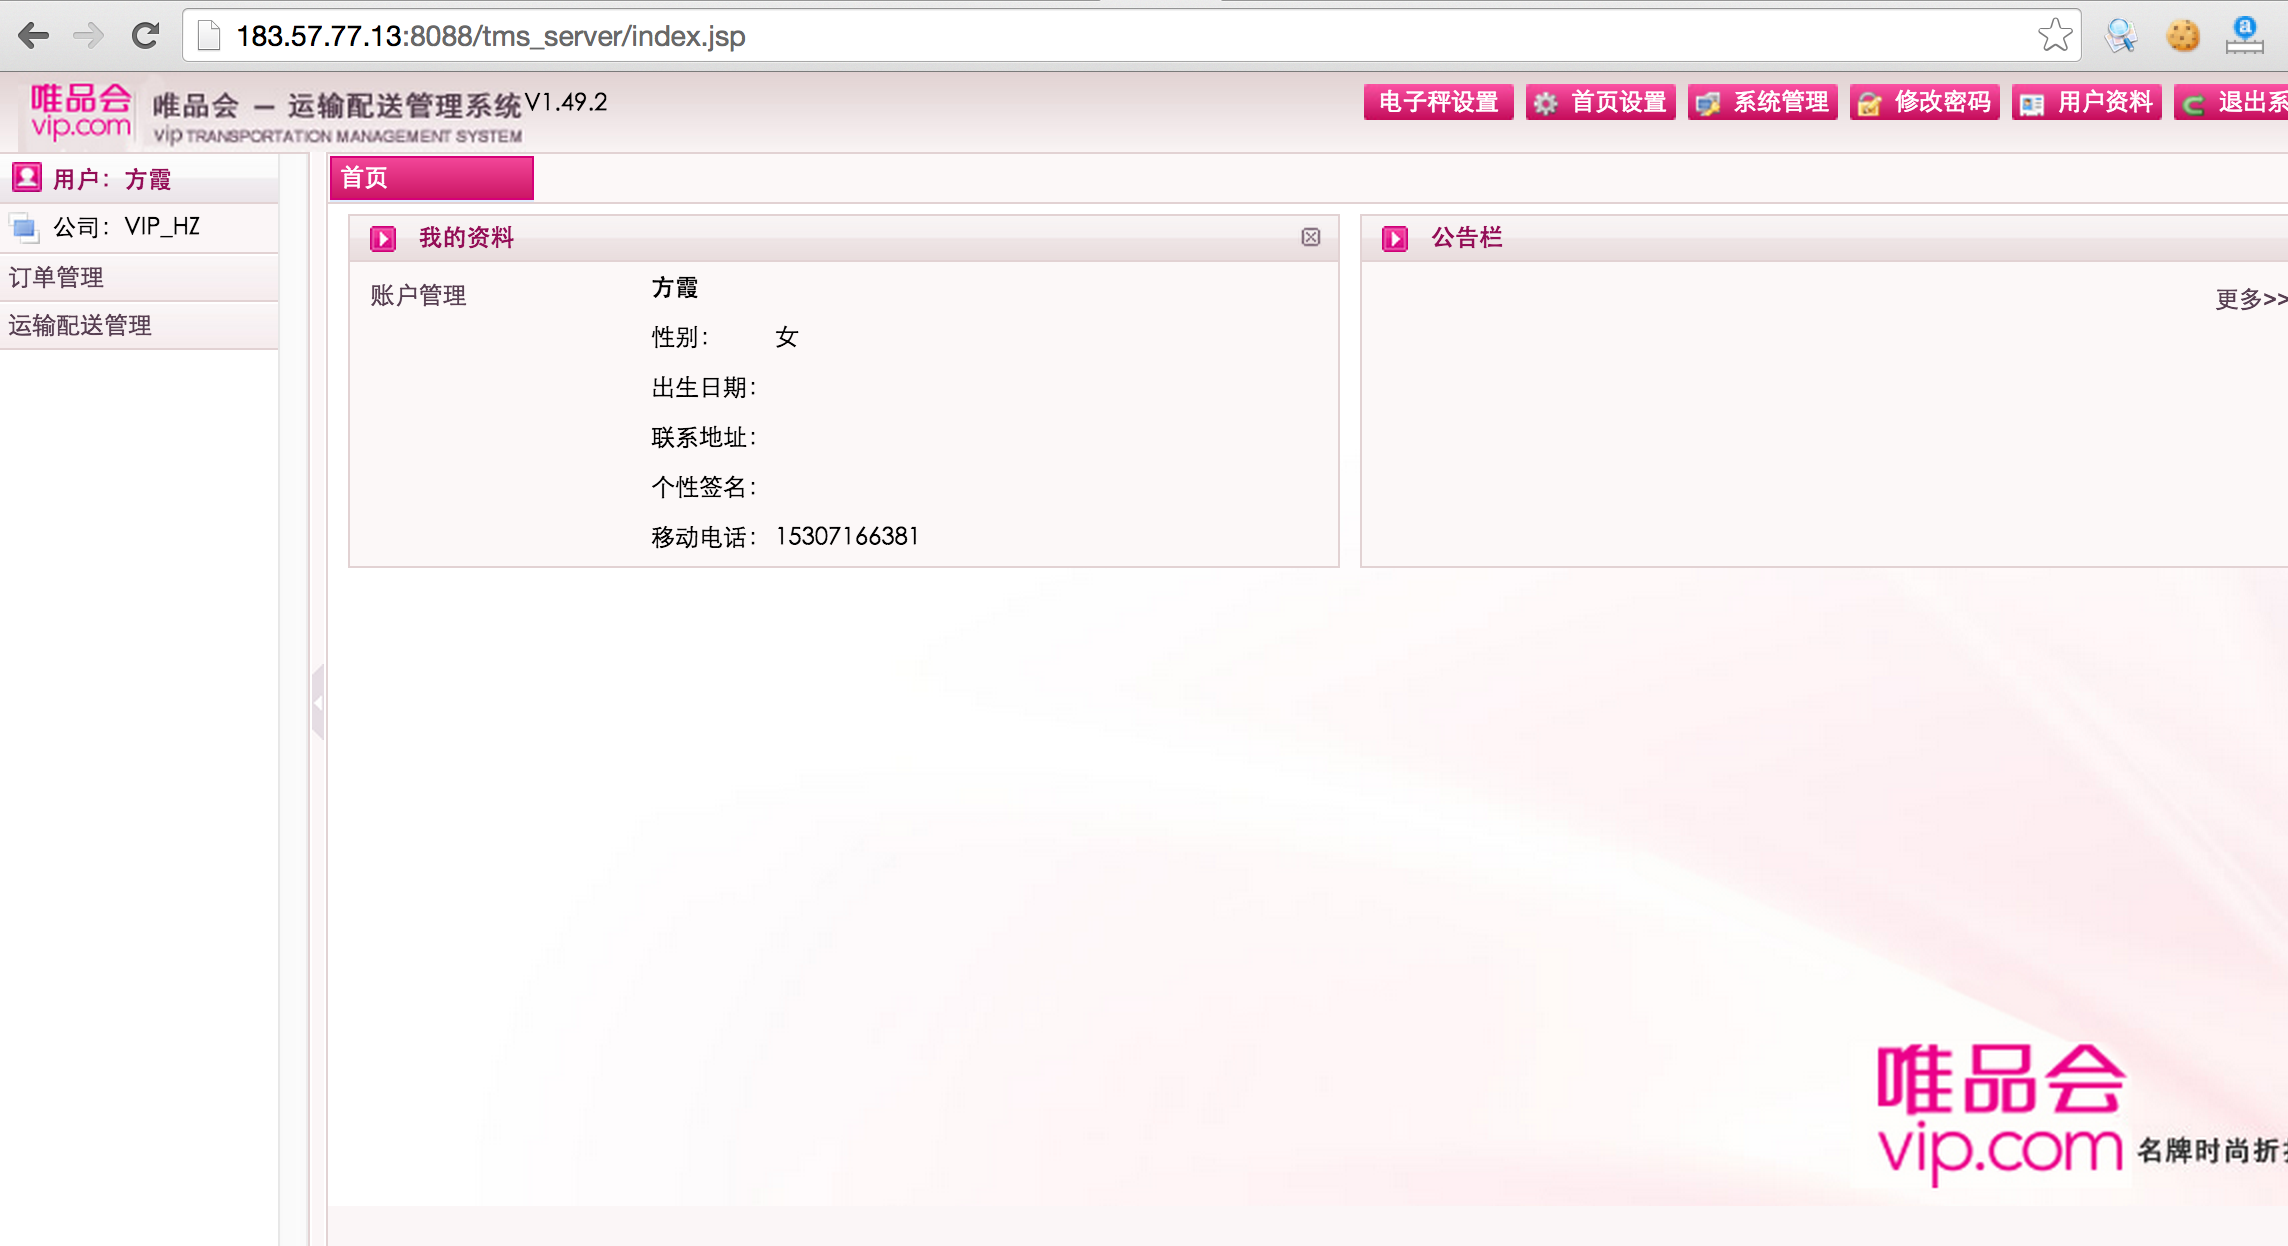 183.57.77.13:8088/tms_server/index.jsp
唯品会
vip.com
唯品会 — 运输配送管理系统V1.49.2
vip TRANSPORTATION MANAGEMENT SYSTEM
电子秤设置 首页设置 系统管理 修改密码 用户资料 退出系
用户：方霞
公司：VIP_HZ
订单管理
运输配送管理
首页
我的资料
账户管理
方霞
性别： 女
出生日期：
联系地址：
个性签名：
移动电话： 15307166381
公告栏
更多>>
唯品会
vip.com
名牌时尚折